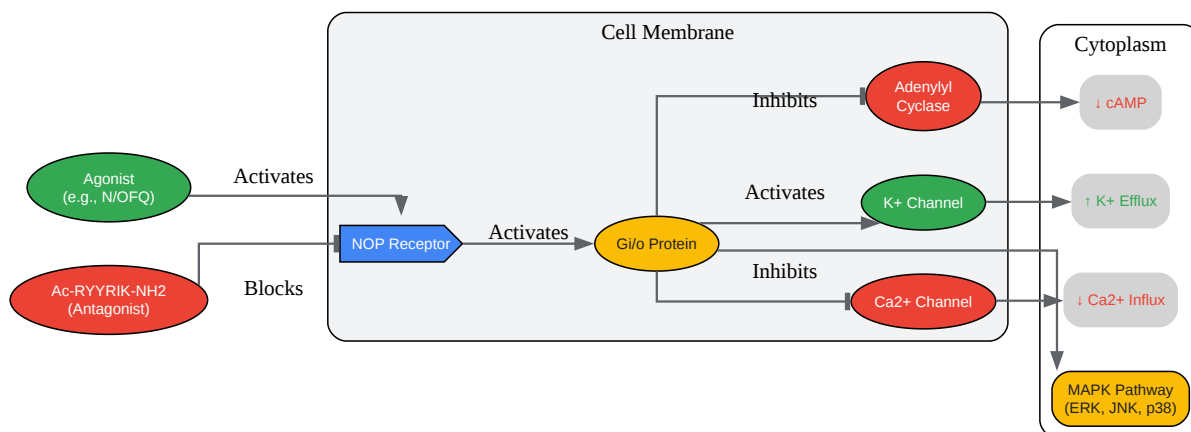 Cell Membrane
Cytoplasm
Adenylyl
Cyclase
Inhibits
↓ cAMP
Agonist
(e.g., N/OFQ)
Activates
Activates
K+ Channel
↑ K+ Efflux
NOP Receptor
Activates
Gi/o Protein
Ac-RYYRIK-NH2
(Antagonist)
Blocks
Inhibits
Ca2+ Channel
↓ Ca2+ Influx
MAPK Pathway
(ERK, JNK, p38)